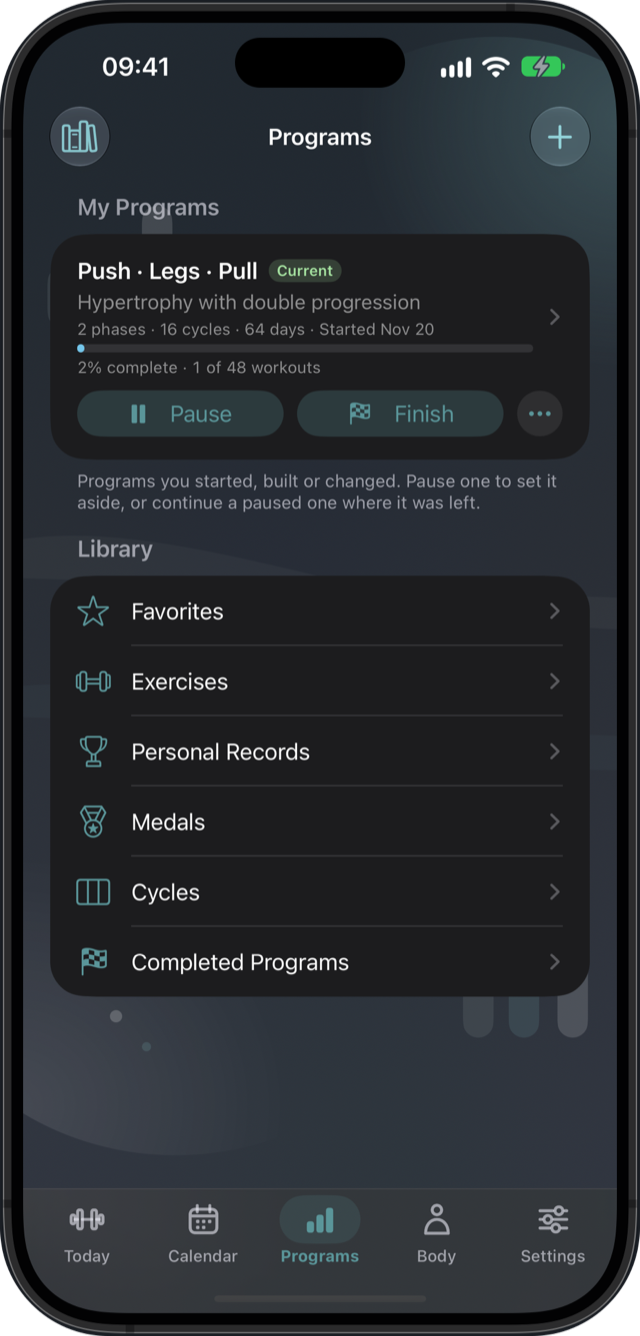 09:41
Programs
My Programs
Push · Legs · Pull Current
Hypertrophy with double progression
2 phases · 16 cycles · 64 days · Started Nov 20
2% complete · 1 of 48 workouts
Pause Finish
Programs you started, built or changed. Pause one to set it
aside, or continue a paused one where it was left.
Library
Favorites
Exercises
Personal Records
Medals
Cycles
Completed Programs
Today Calendar Programs Body Settings